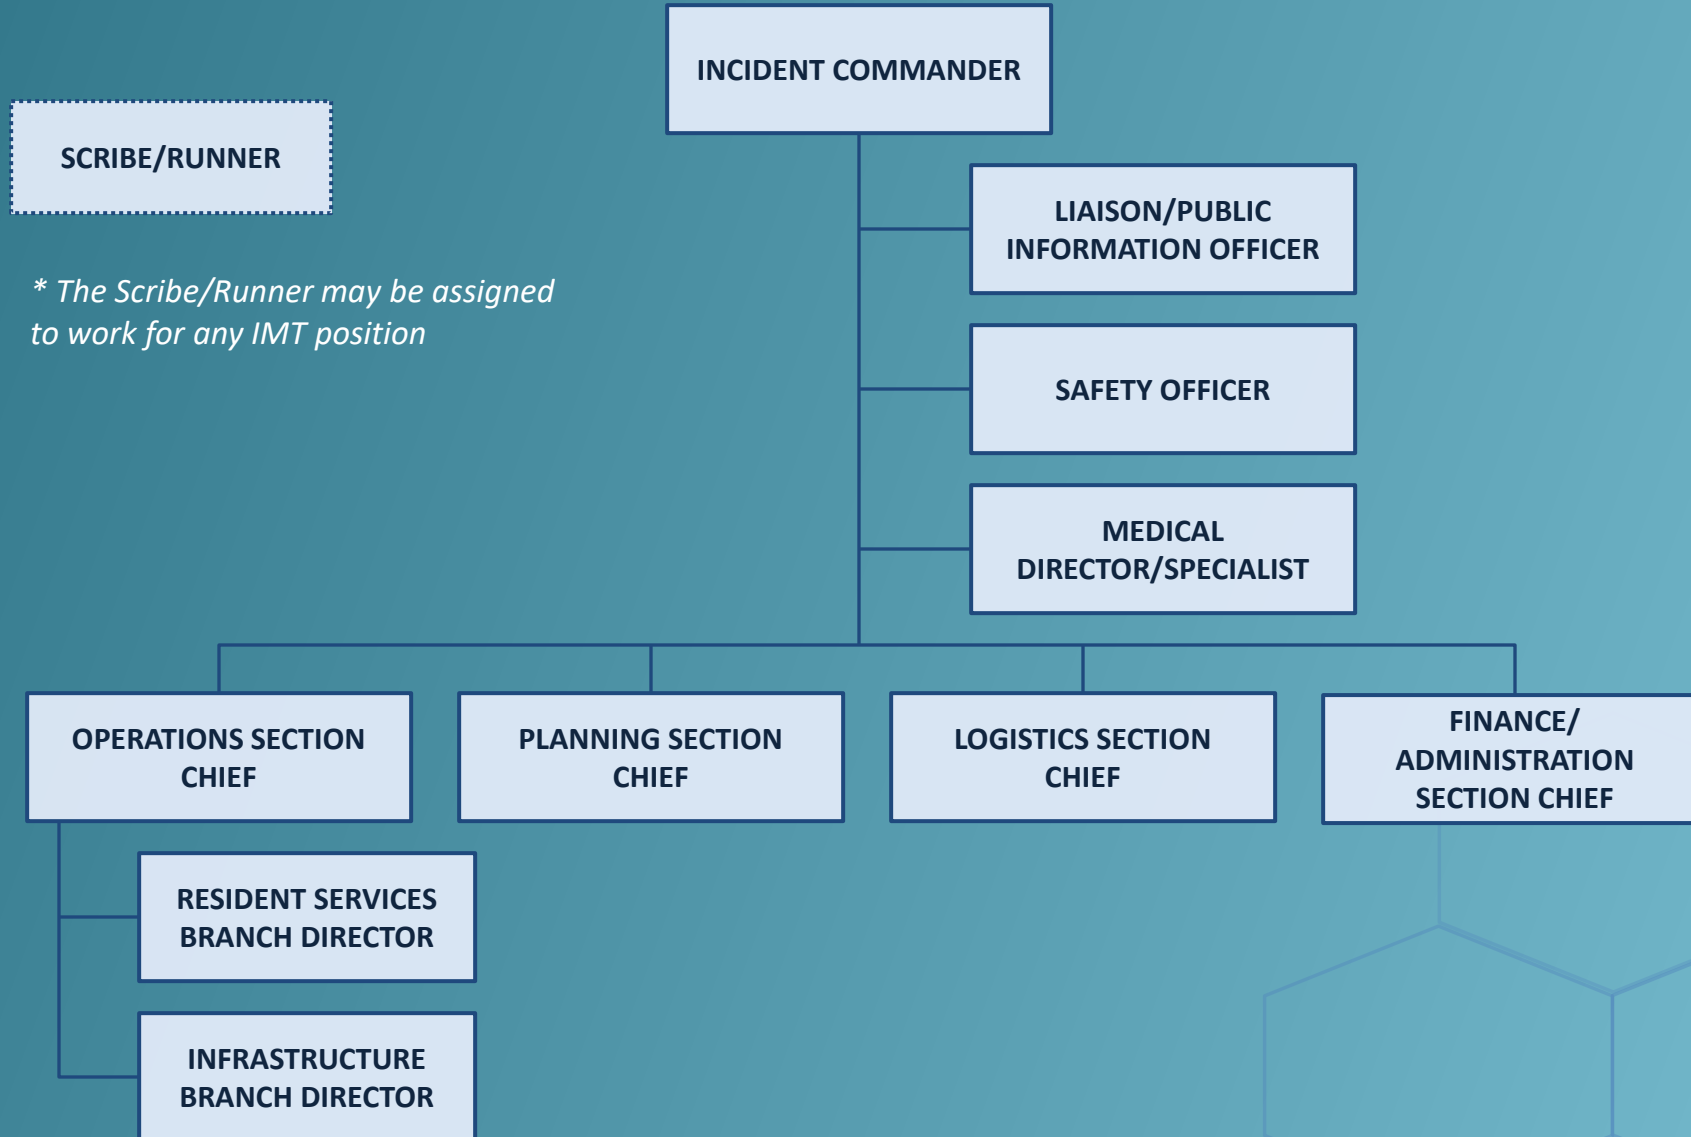 INCIDENT COMMANDER
SCRIBE/RUNNER
* The Scribe/Runner may be assigned
to work for any IMT position
LIAISON/PUBLIC
INFORMATION OFFICER
SAFETY OFFICER
MEDICAL
DIRECTOR/SPECIALIST
OPERATIONS SECTION
CHIEF
PLANNING SECTION
CHIEF
LOGISTICS SECTION
CHIEF
FINANCE/
ADMINISTRATION
SECTION CHIEF
RESIDENT SERVICES
BRANCH DIRECTOR
INFRASTRUCTURE
BRANCH DIRECTOR